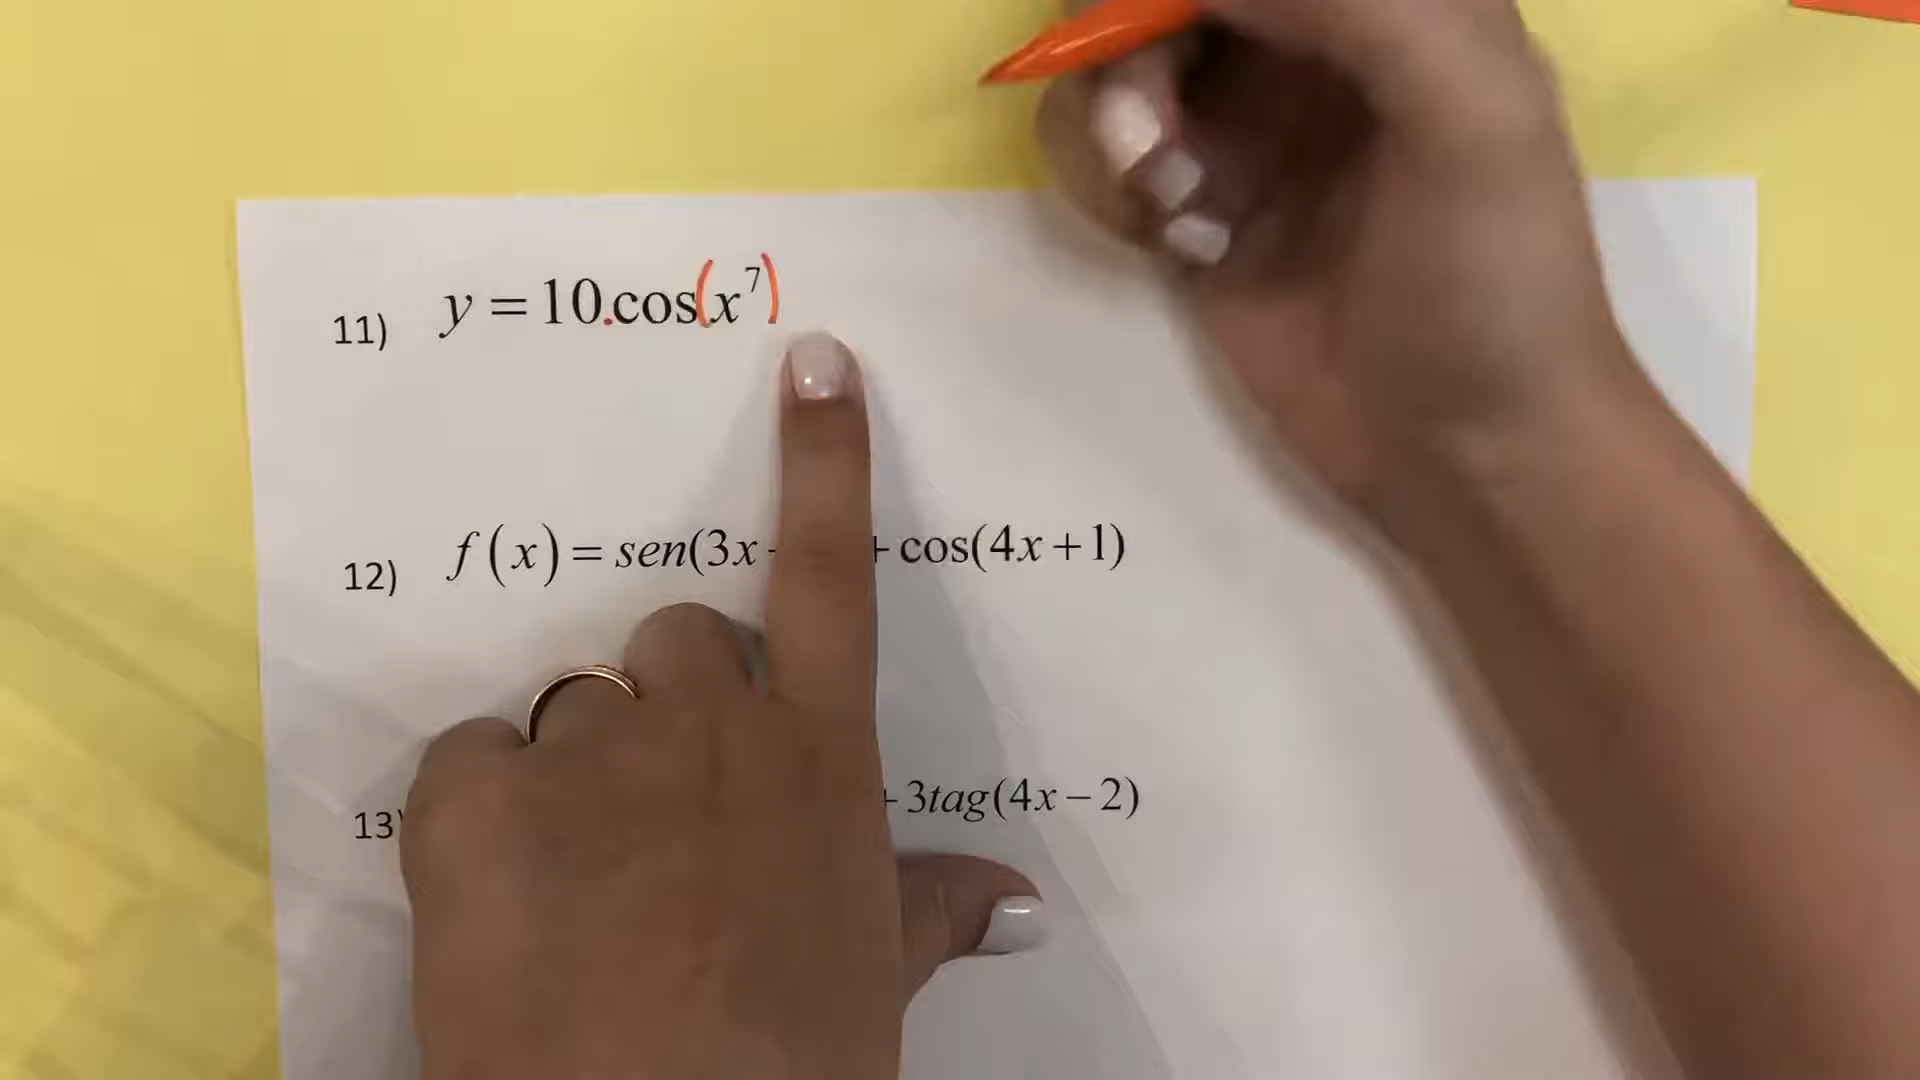 11) y = 10.cos(x⁷)
12) f(x) = sen(3x + cos(4x+1)
13) 3tag(4x−2)